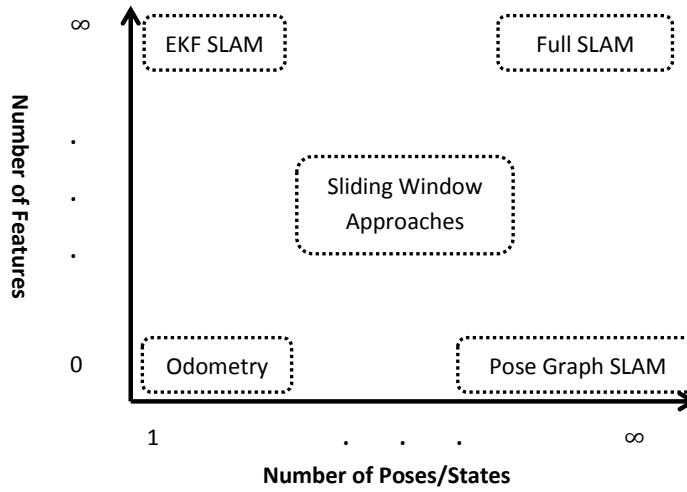 ∞
EKF SLAM
Full SLAM
Number of Features
.
Sliding Window
Approaches
.
.
0
Odometry
Pose Graph SLAM
1
. . .
∞
Number of Poses/States